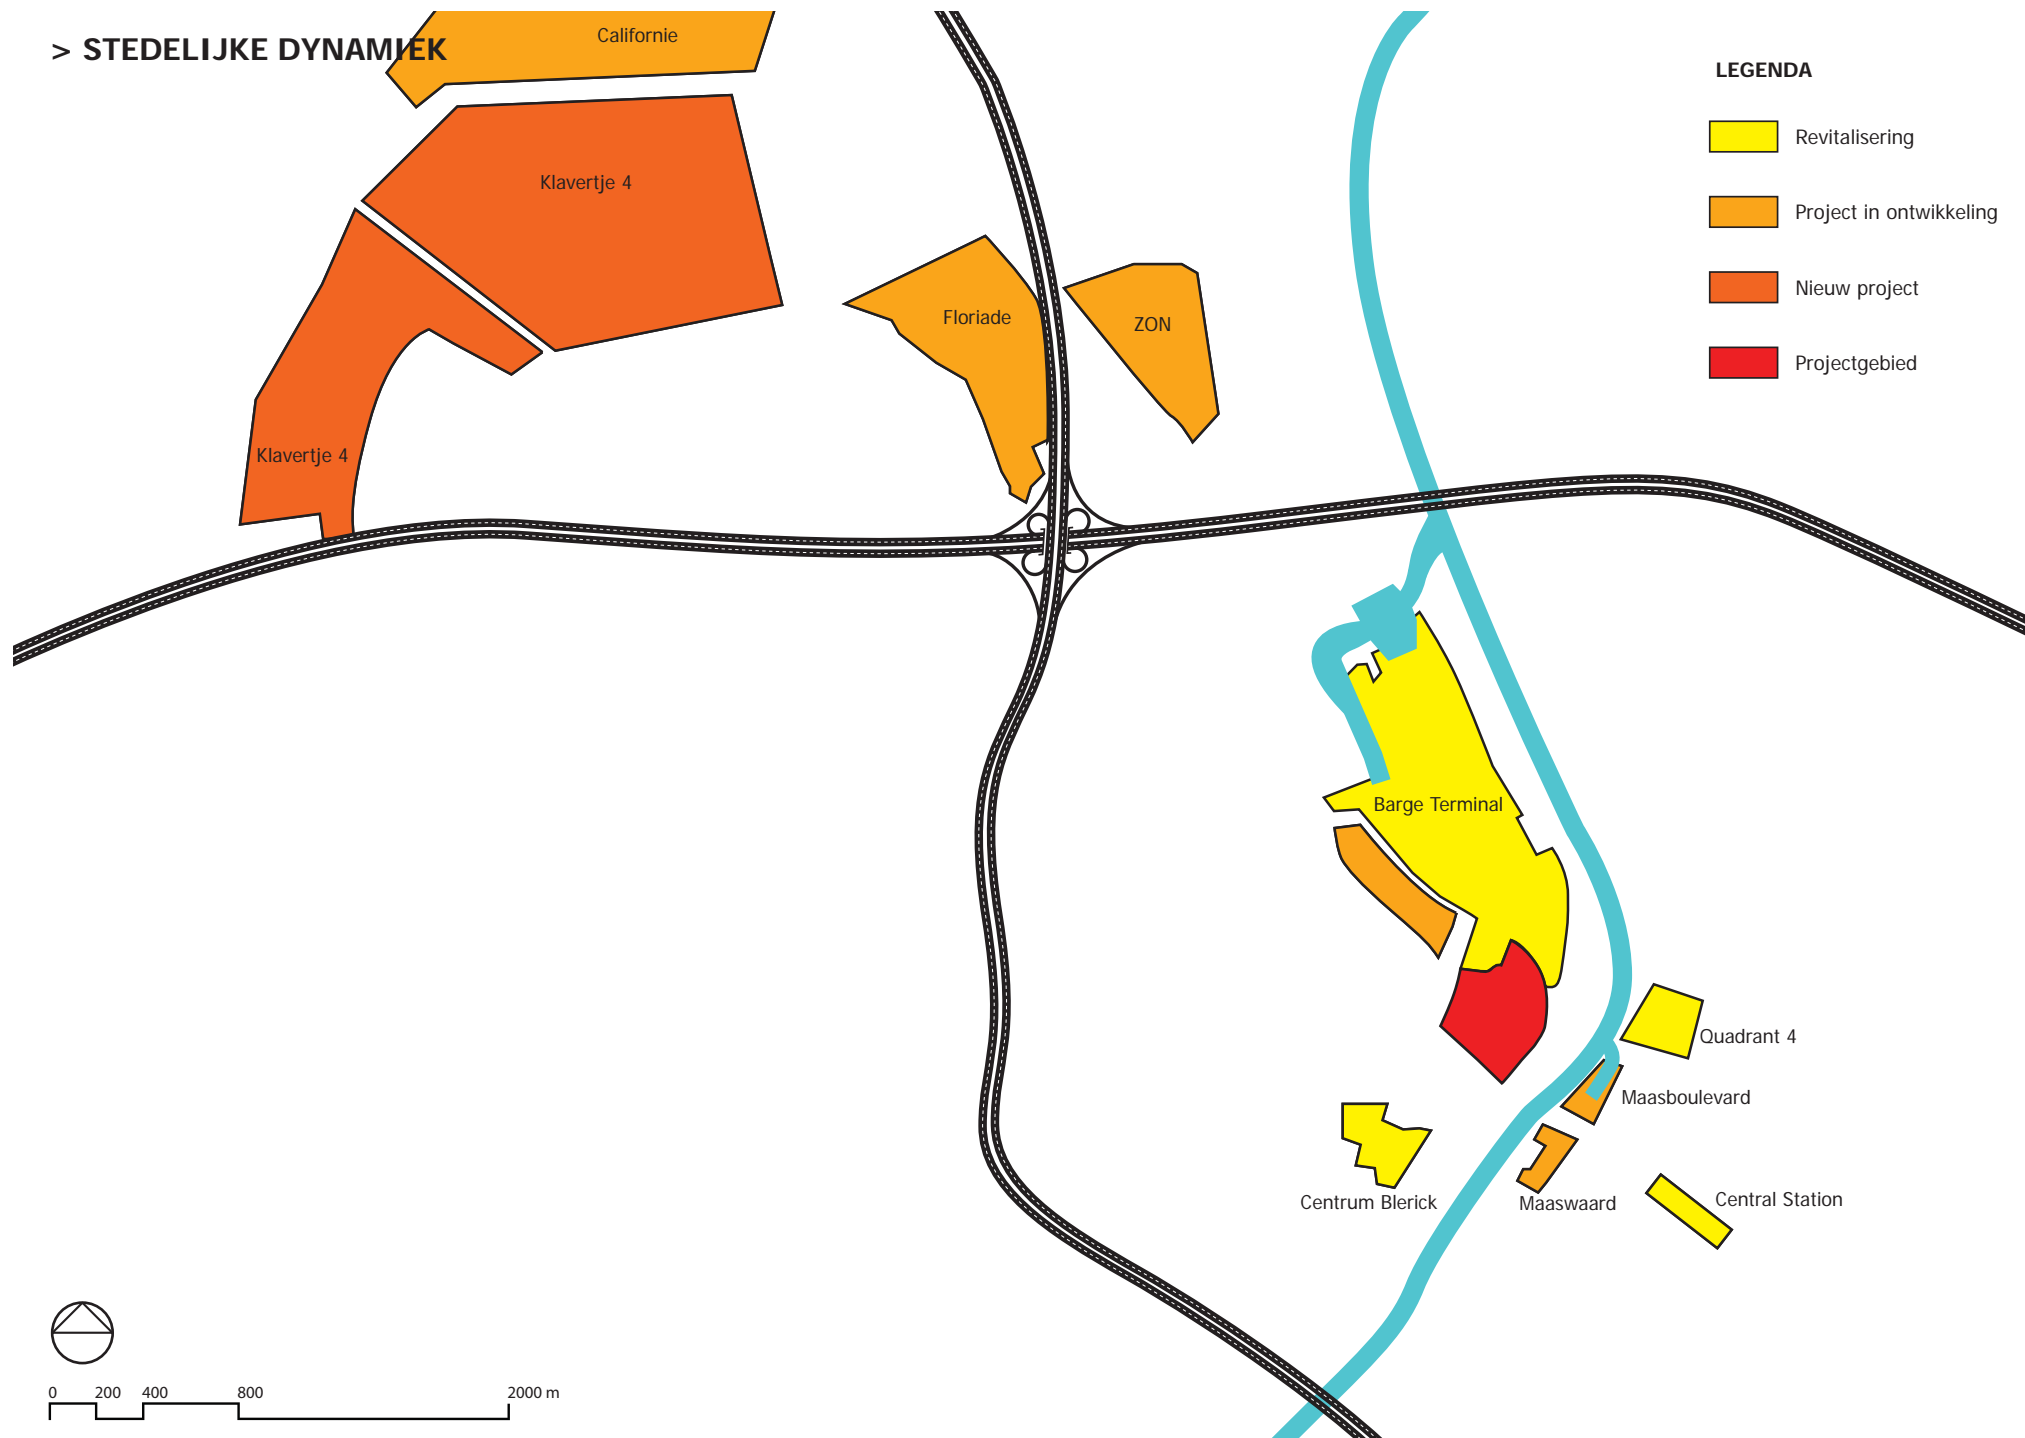 > STEDELIJKE DYNAMIEK
Californie
LEGENDA
Revitalisering
Project in ontwikkeling
Nieuw project
Projectgebied
Klavertje 4
Floriade
ZON
Klavertje 4
Barge Terminal
Quadrant 4
Maasboulevard
Centrum Blerick
Maaswaard
Central Station
0 200 400 800 2000 m